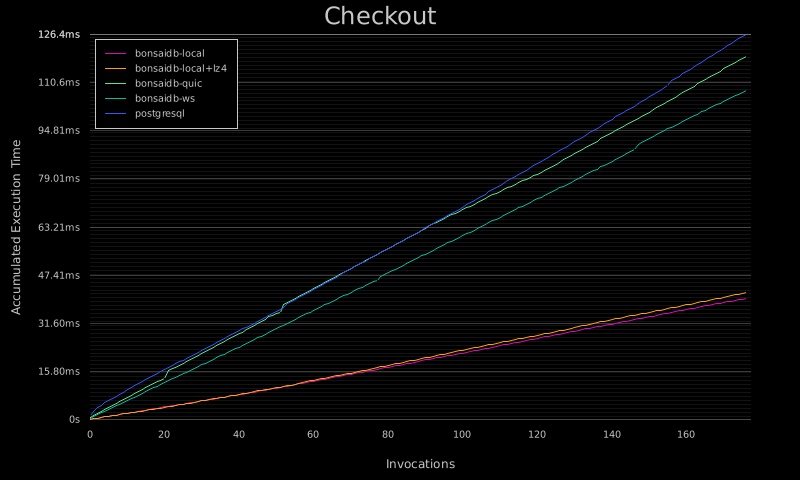 Checkout
126.4ms
110.6ms
94.81ms
79.01ms
63.21ms
47.41ms
31.60ms
15.80ms
0s
Accumulated Execution Time
bonsaidb-local
bonsaidb-local+lz4
bonsaidb-quic
bonsaidb-ws
postgresql
0 20 40 60 80 100 120 140 160
Invocations